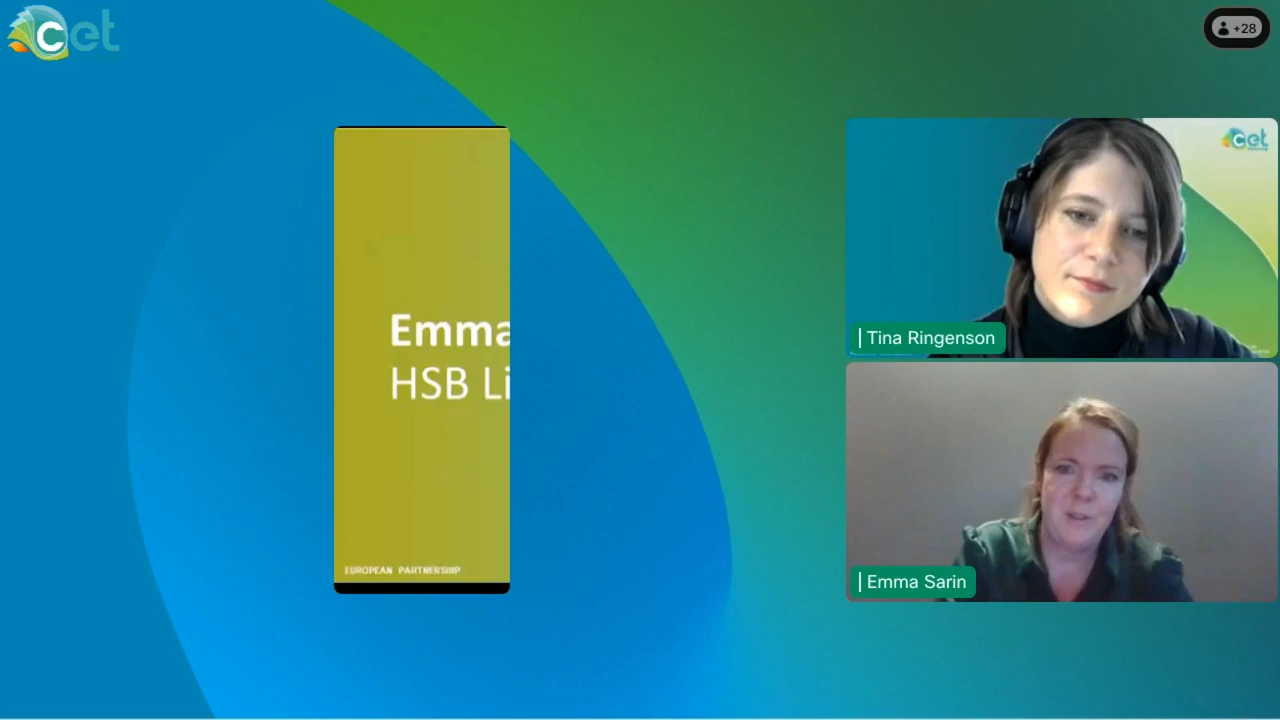 cet
+28
cet
Tina Ringenson
Emma
HSB Li
EUROPEAN PARTNERSHIP
Emma Sarin